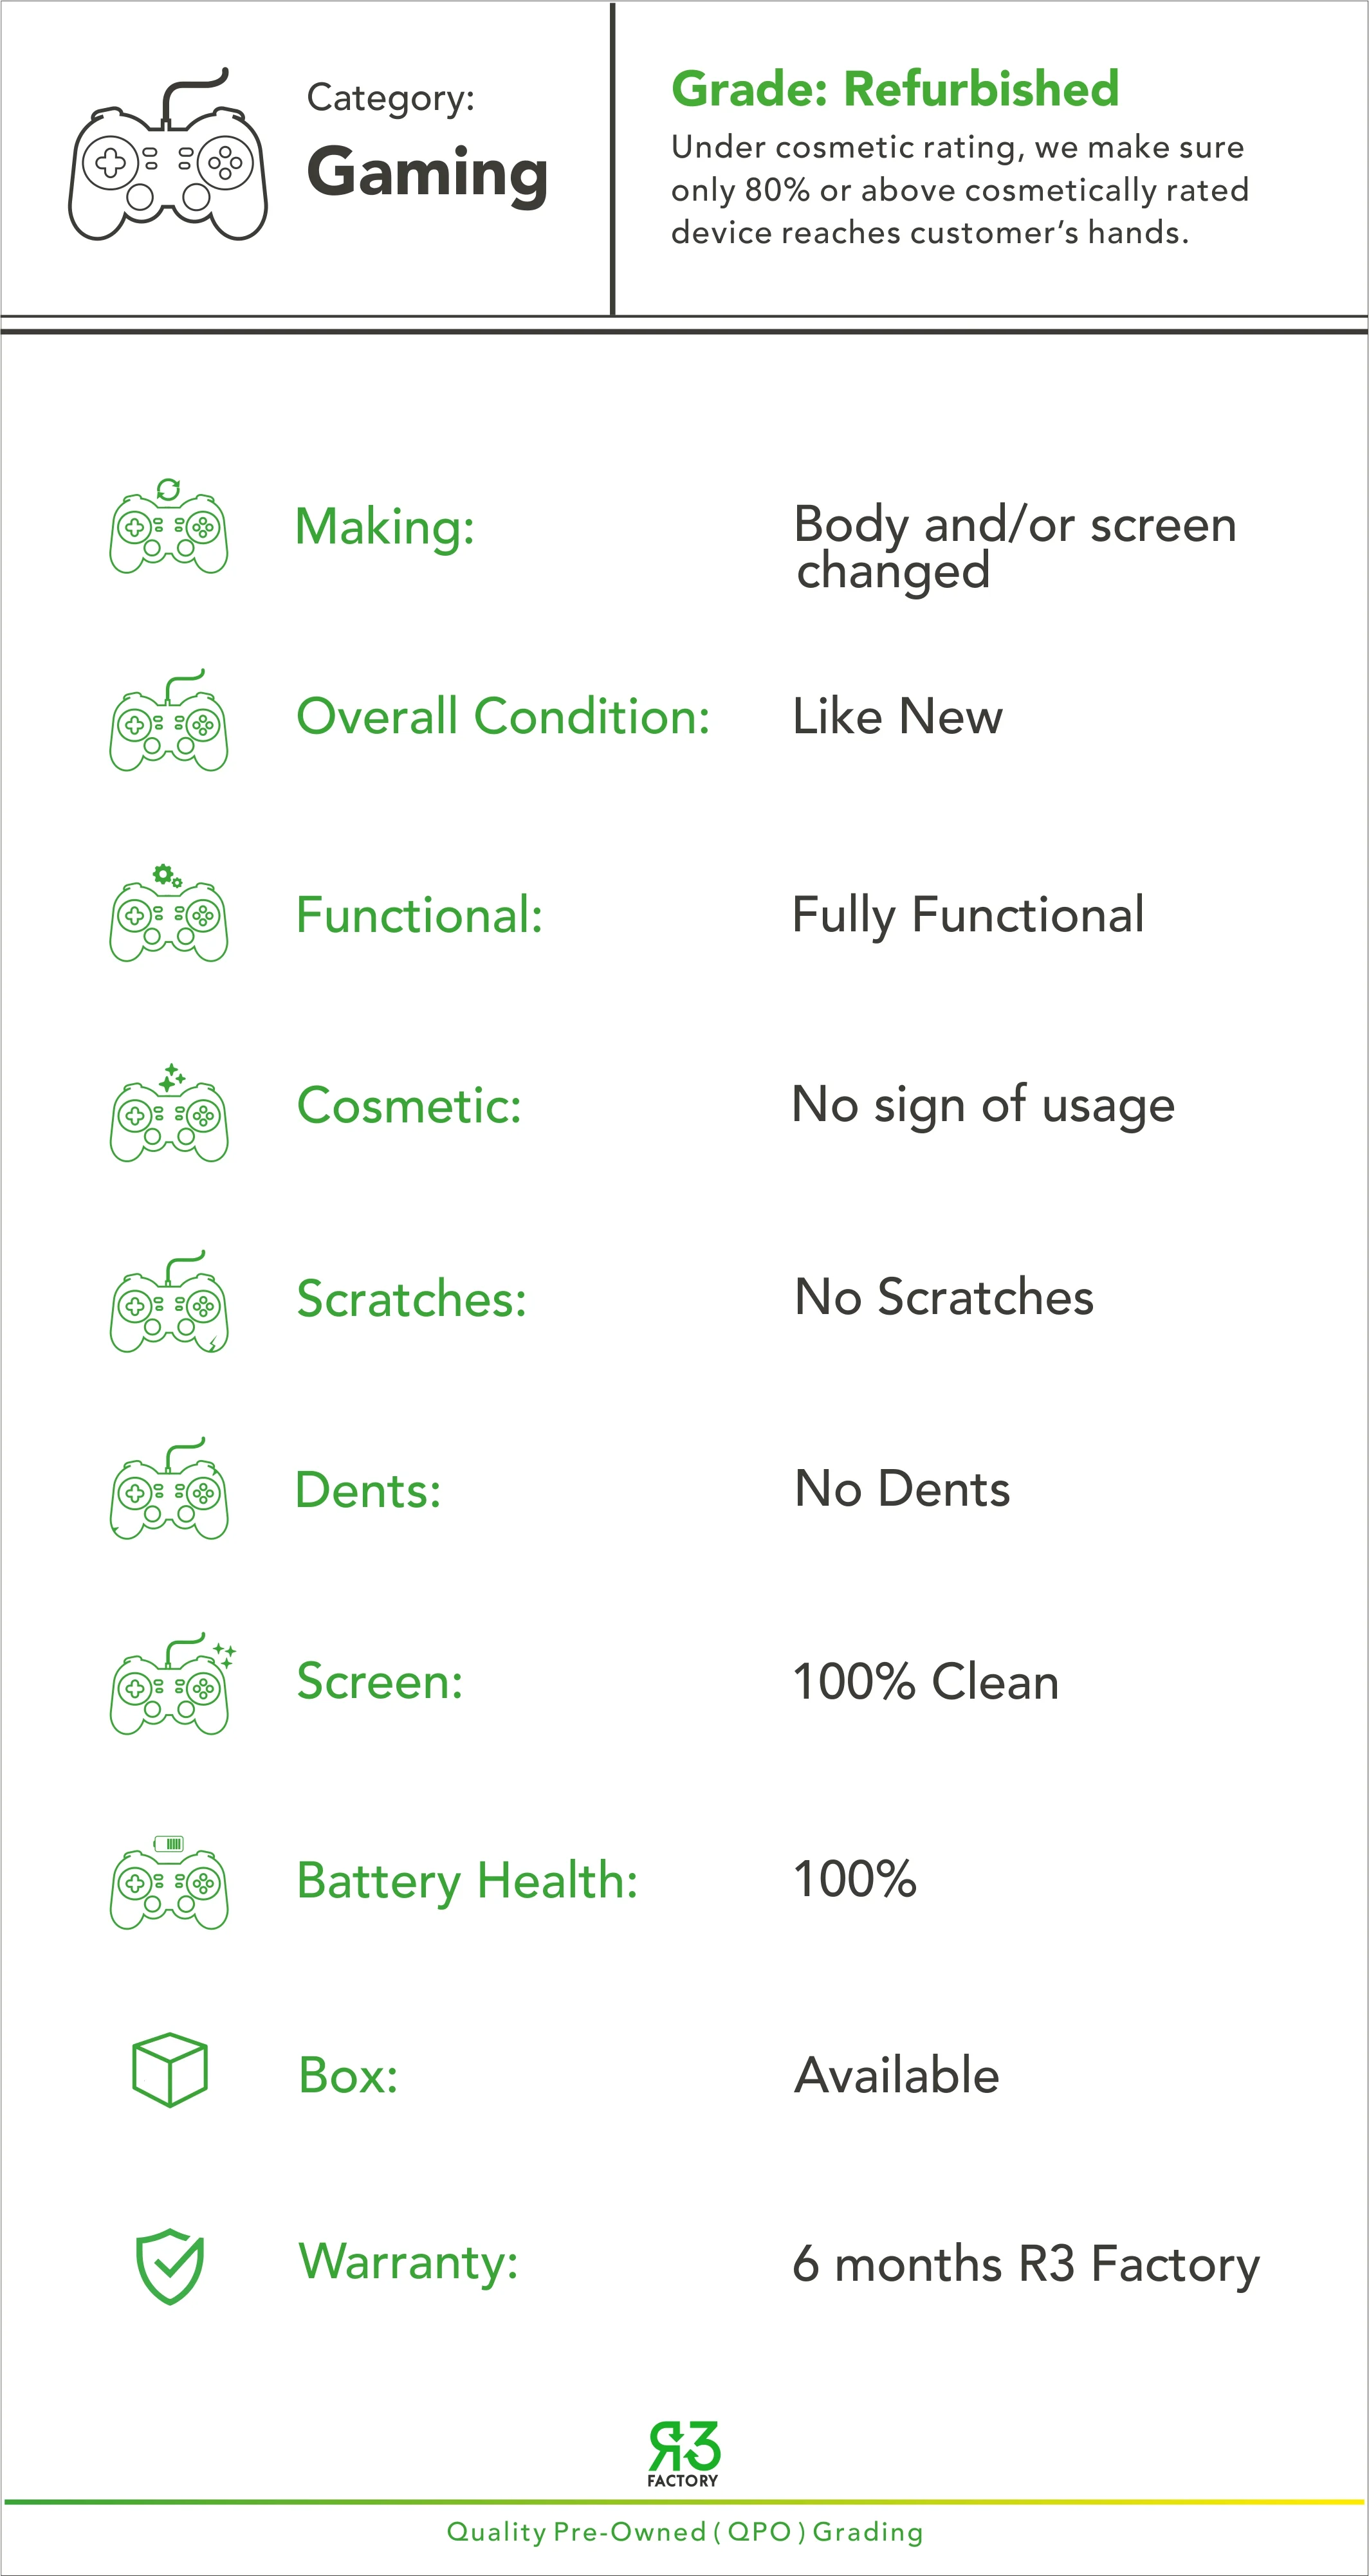 Category:
Gaming
Grade: Refurbished
Under cosmetic rating, we make sure
only 80% or above cosmetically rated
device reaches customer’s hands.
Making:
Body and/or screen
changed
Overall Condition:
Like New
Functional:
Fully Functional
Cosmetic:
No sign of usage
Scratches:
No Scratches
Dents:
No Dents
Screen:
100% Clean
Battery Health:
100%
Box:
Available
Warranty:
6 months R3 Factory
R3
FACTORY
Quality Pre-Owned ( QPO ) Grading